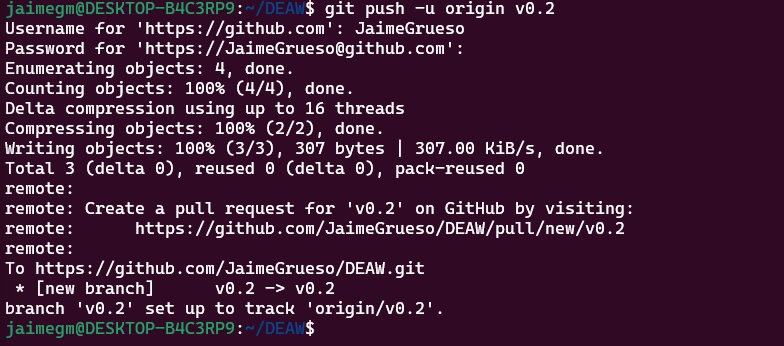 jaimegm@DESKTOP-B4C3RP9:~/DEAW$ git push -u origin v0.2
Username for 'https://github.com': JaimeGrueso
Password for 'https://JaimeGrueso@github.com':
Enumerating objects: 4, done.
Counting objects: 100% (4/4), done.
Delta compression using up to 16 threads
Compressing objects: 100% (2/2), done.
Writing objects: 100% (3/3), 307 bytes | 307.00 KiB/s, done.
Total 3 (delta 0), reused 0 (delta 0), pack-reused 0
remote:
remote: Create a pull request for 'v0.2' on GitHub by visiting:
remote:      https://github.com/JaimeGrueso/DEAW/pull/new/v0.2
remote:
To https://github.com/JaimeGrueso/DEAW.git
 * [new branch]      v0.2 -> v0.2
branch 'v0.2' set up to track 'origin/v0.2'.
jaimegm@DESKTOP-B4C3RP9:~/DEAW$